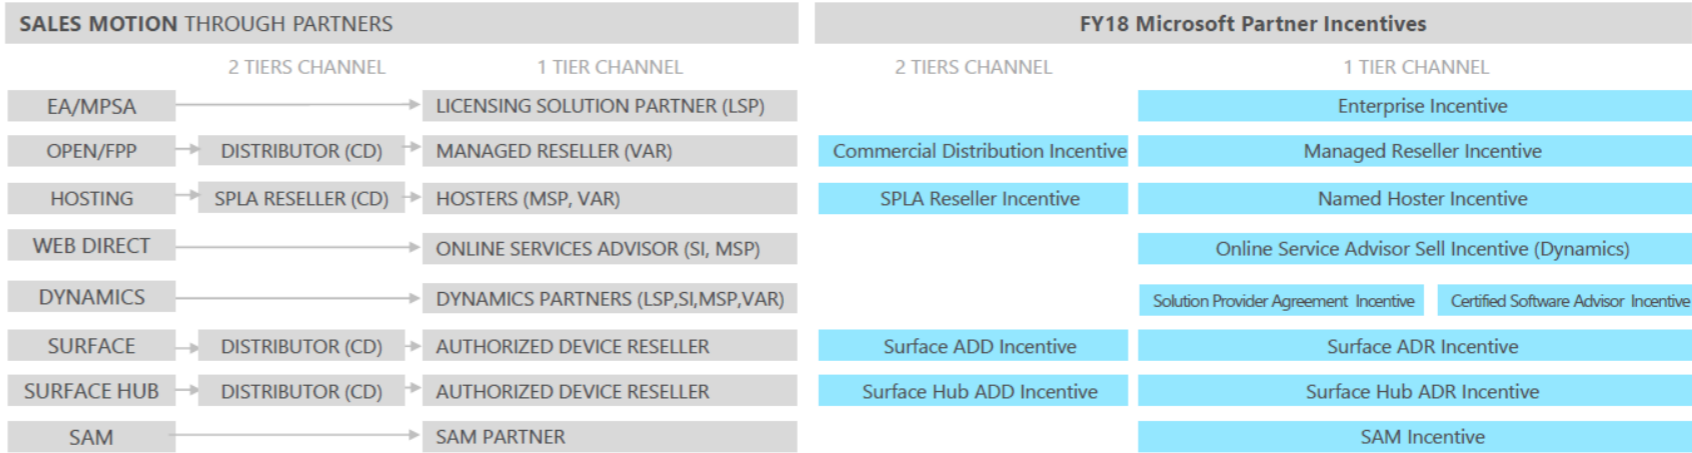 SALES MOTION THROUGH PARTNERS FY18 Microsoft Partner Incentives
2 TIERS CHANNEL 1 TIER CHANNEL 2 TIERS CHANNEL 1 TIER CHANNEL
EA/MPSA LICENSING SOLUTION PARTNER (LSP) Enterprise Incentive
OPEN/FPP DISTRIBUTOR (CD) MANAGED RESELLER (VAR) Commercial Distribution Incentive Managed Reseller Incentive
HOSTING SPLA RESELLER (CD) HOSTERS (MSP, VAR) SPLA Reseller Incentive Named Hoster Incentive
WEB DIRECT ONLINE SERVICES ADVISOR (SI, MSP) Online Service Advisor Sell Incentive (Dynamics)
DYNAMICS DYNAMICS PARTNERS (LSP,SI,MSP,VAR) Solution Provider Agreement Incentive Certified Software Advisor Incentive
SURFACE DISTRIBUTOR (CD) AUTHORIZED DEVICE RESELLER Surface ADD Incentive Surface ADR Incentive
SURFACE HUB DISTRIBUTOR (CD) AUTHORIZED DEVICE RESELLER Surface Hub ADD Incentive Surface Hub ADR Incentive
SAM SAM PARTNER SAM Incentive